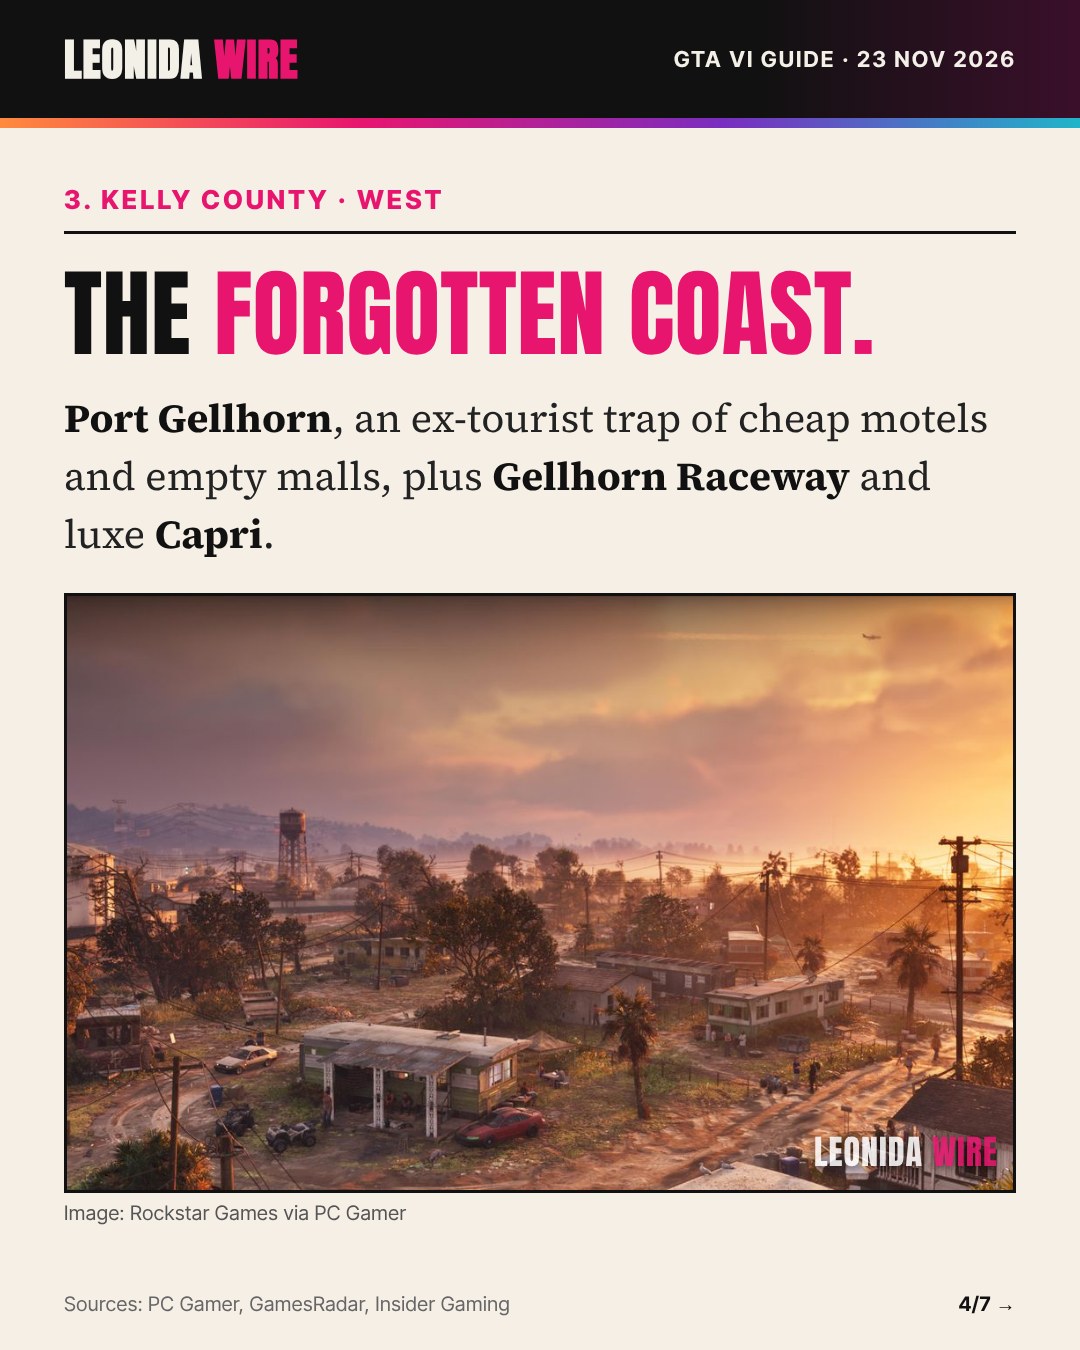 LEONIDA WIRE
GTA VI GUIDE · 23 NOV 2026
3. KELLY COUNTY · WEST
THE FORGOTTEN COAST.
Port Gellhorn, an ex-tourist trap of cheap motels
and empty malls, plus Gellhorn Raceway and
luxe Capri.
LEONIDA WIRE
Image: Rockstar Games via PC Gamer
Sources: PC Gamer, GamesRadar, Insider Gaming
4/7 →